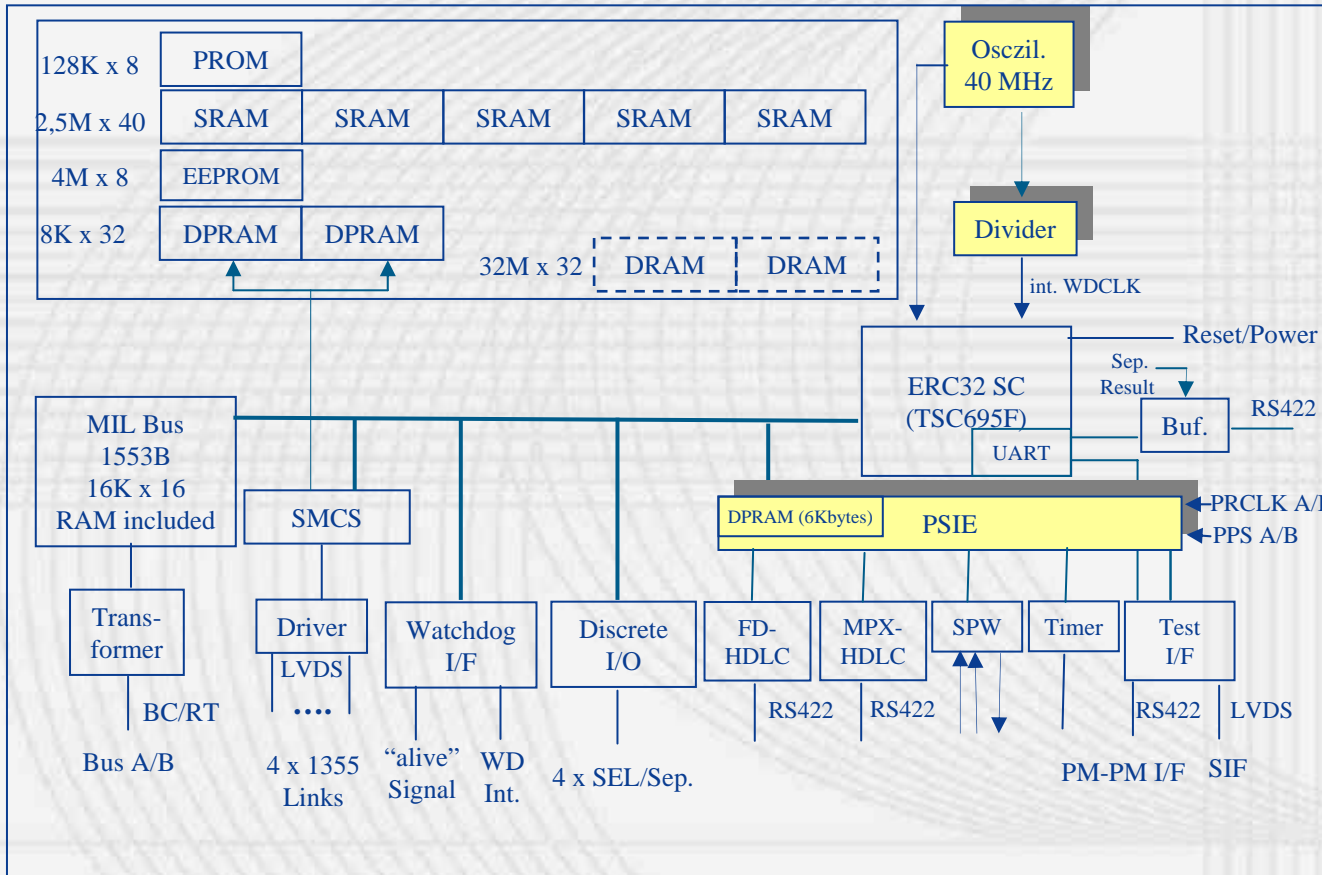 128K x 8
PROM
2,5M x 40
SRAM
SRAM
SRAM
SRAM
SRAM
4M x 8
EEPROM
8K x 32
DPRAM
DPRAM
32M x 32
DRAM
DRAM
Osczil.
40 MHz
Divider
int. WDCLK
ERC32 SC
(TSC695F)
UART
Reset/Power
Sep.
Result
Buf.
RS422
MIL Bus
1553B
16K x 16
RAM included
SMCS
DPRAM (6Kbytes)
PSIE
PRCLK A/
PPS A/B
Trans-
former
Driver
LVDS
....
Watchdog
I/F
Discrete
I/O
FD-
HDLC
MPX-
HDLC
SPW
Timer
Test
I/F
BC/RT
Bus A/B
4 x 1355
Links
“alive”
Signal
WD
Int.
4 x SEL/Sep.
RS422
RS422
RS422
LVDS
PM-PM I/F
SIF